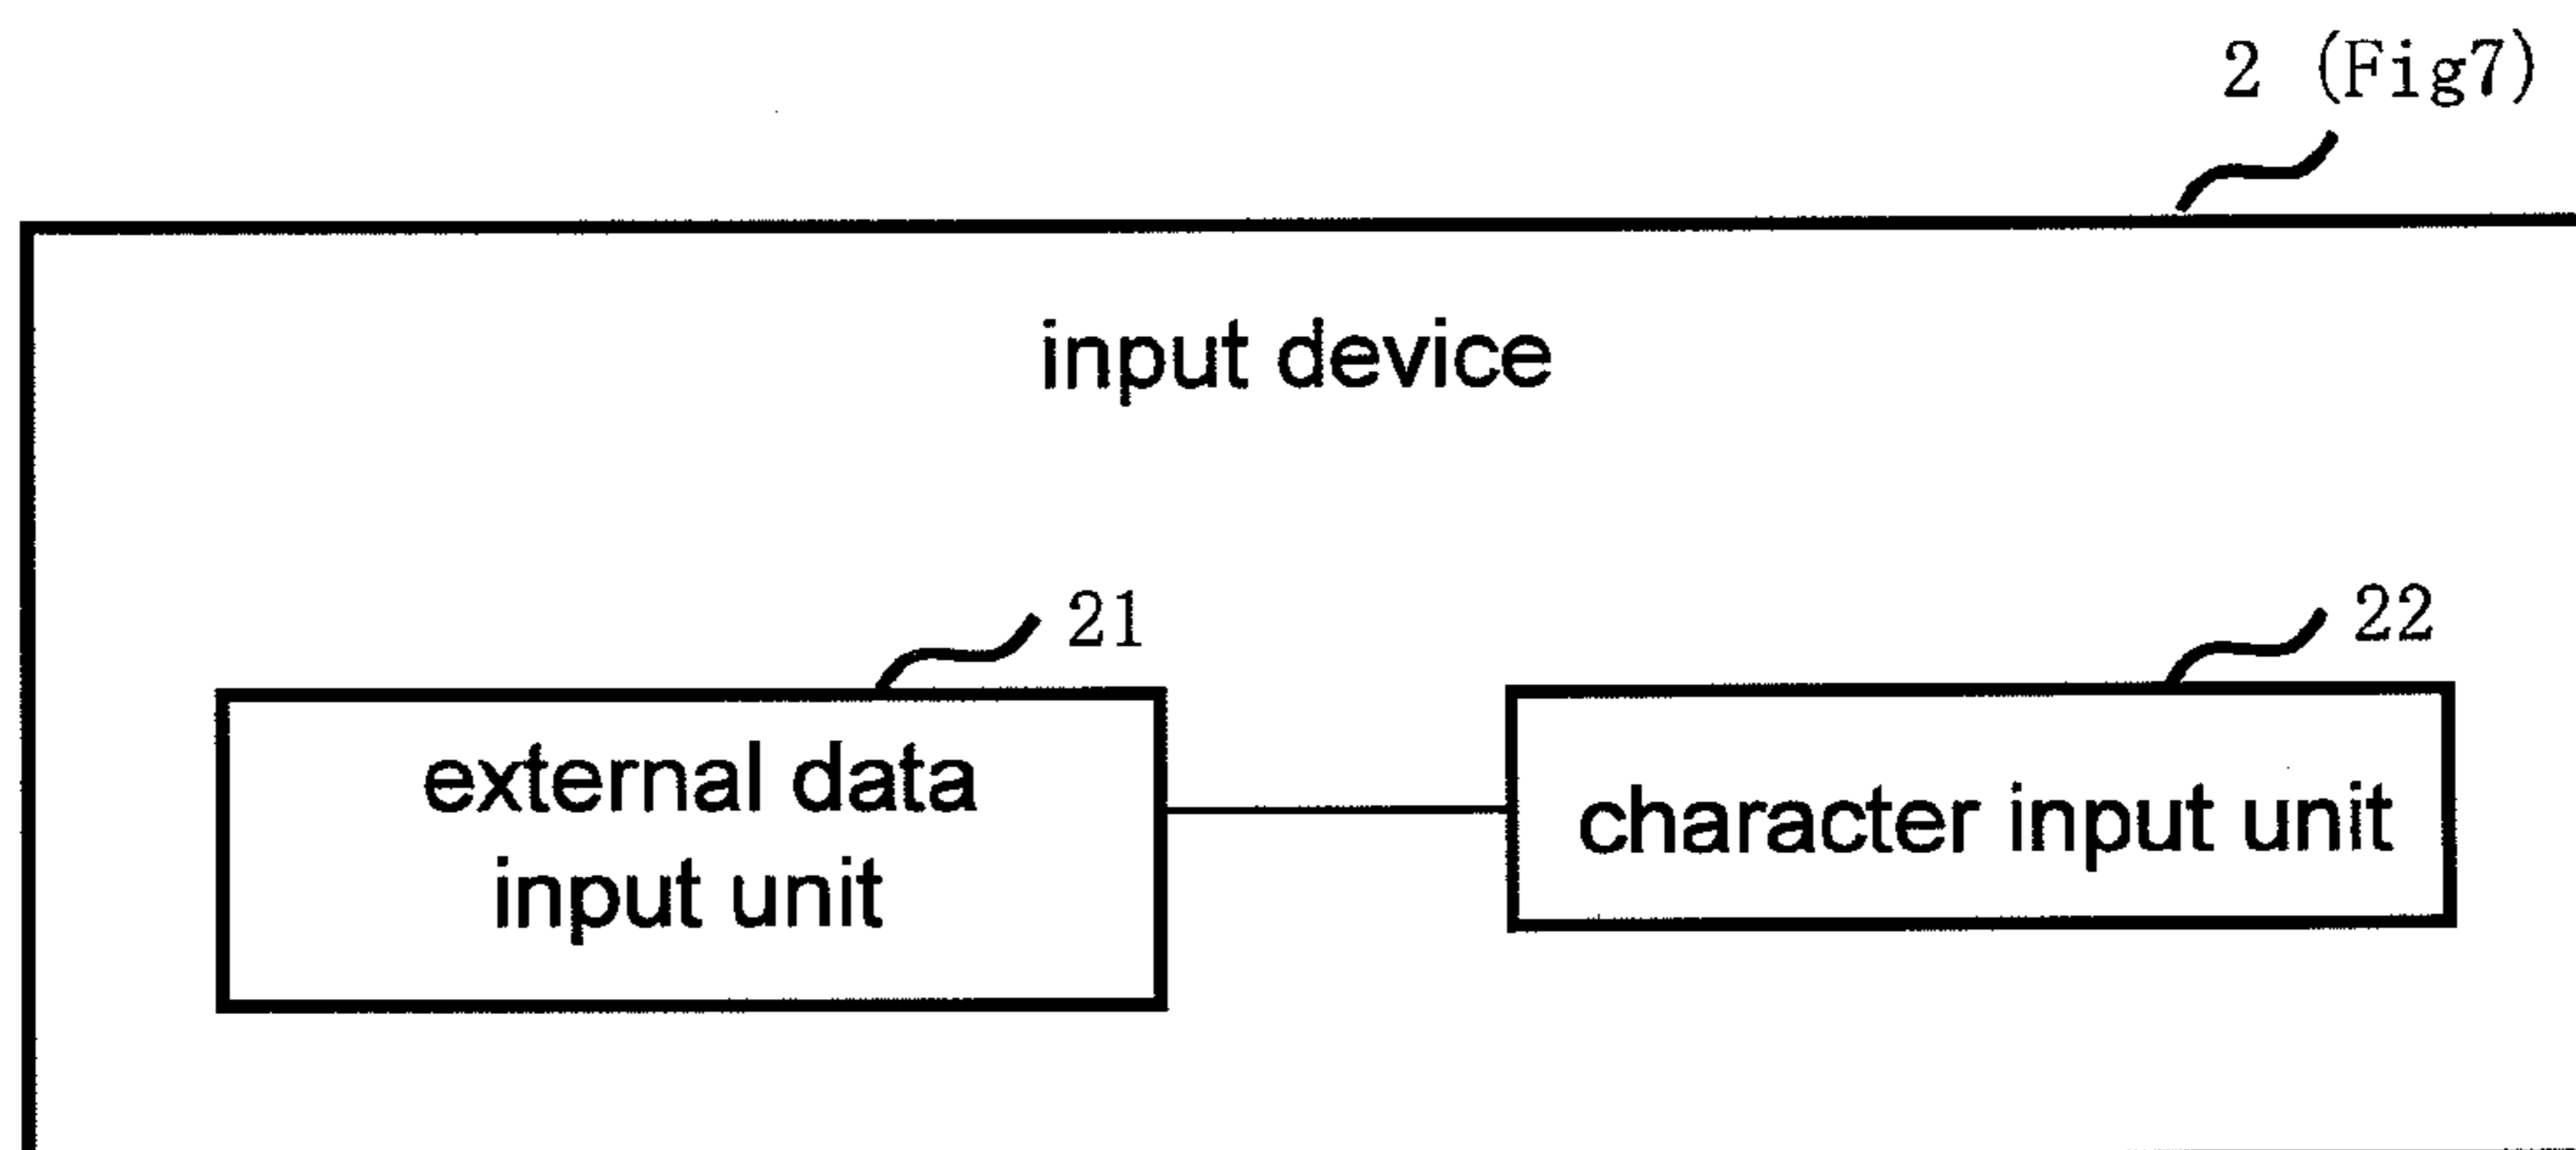 2 (Fig7)
input device
21
22
external data
input unit
character input unit